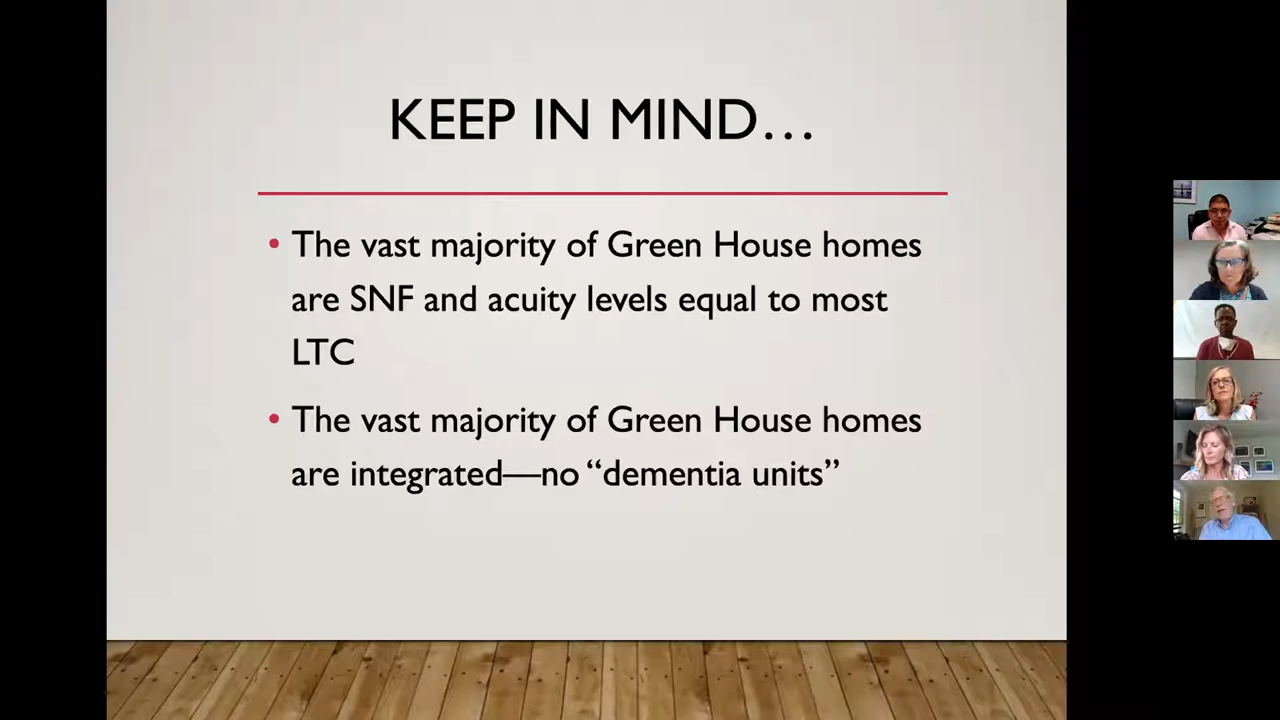 KEEP IN MIND…
• The vast majority of Green House homes
are SNF and acuity levels equal to most
LTC
• The vast majority of Green House homes
are integrated—no “dementia units”